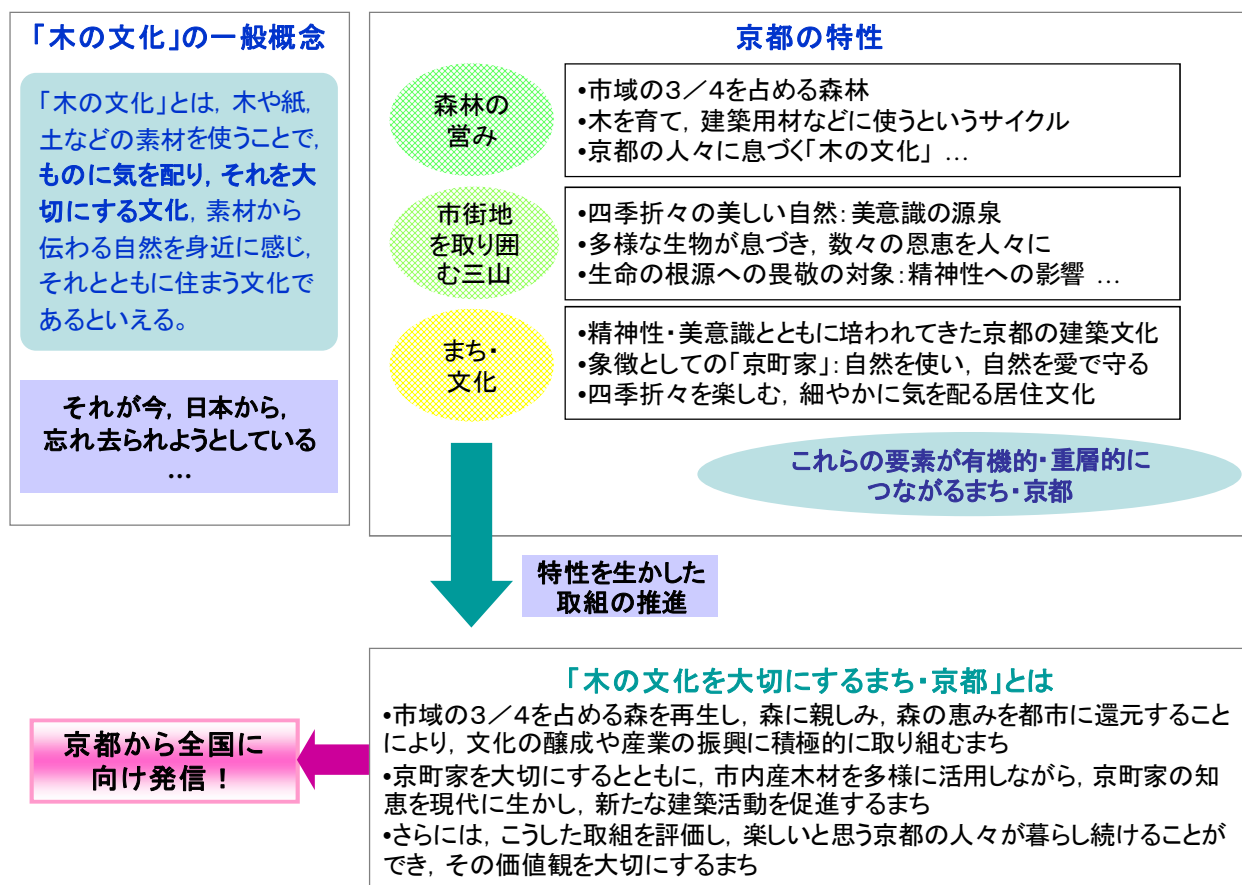 「木の文化」の一般概念
「木の文化」とは，木や紙，
土などの素材を使うことで，
ものに気を配り，それを大
切にする文化，素材から
伝わる自然を身近に感じ，
それとともに住まう文化で
あるといえる。
それが今，日本から，
忘れ去られようとしている
…
京都の特性
森林の
営み
•市域の３／４を占める森林
•木を育て，建築用材などに使うというサイクル
•京都の人々に息づく「木の文化」 …
市街地
を取り囲
む三山
•四季折々の美しい自然：美意識の源泉
•多様な生物が息づき，数々の恩恵を人々に
•生命の根源への畏敬の対象：精神性への影響 …
まち・
文化
•精神性・美意識とともに培われてきた京都の建築文化
•象徴としての「京町家」：自然を使い，自然を愛で守る
•四季折々を楽しむ，細やかに気を配る居住文化
これらの要素が有機的・重層的に
つながるまち・京都
特性を生かした
取組の推進
「木の文化を大切にするまち・京都」とは
•市域の３／４を占める森を再生し，森に親しみ，森の恵みを都市に還元すること
により，文化の醸成や産業の振興に積極的に取り組むまち
•京町家を大切にするとともに，市内産木材を多様に活用しながら，京町家の知
恵を現代に生かし，新たな建築活動を促進するまち
•さらには，こうした取組を評価し，楽しいと思う京都の人々が暮らし続けることが
でき，その価値観を大切にするまち
京都から全国に
向け発信！